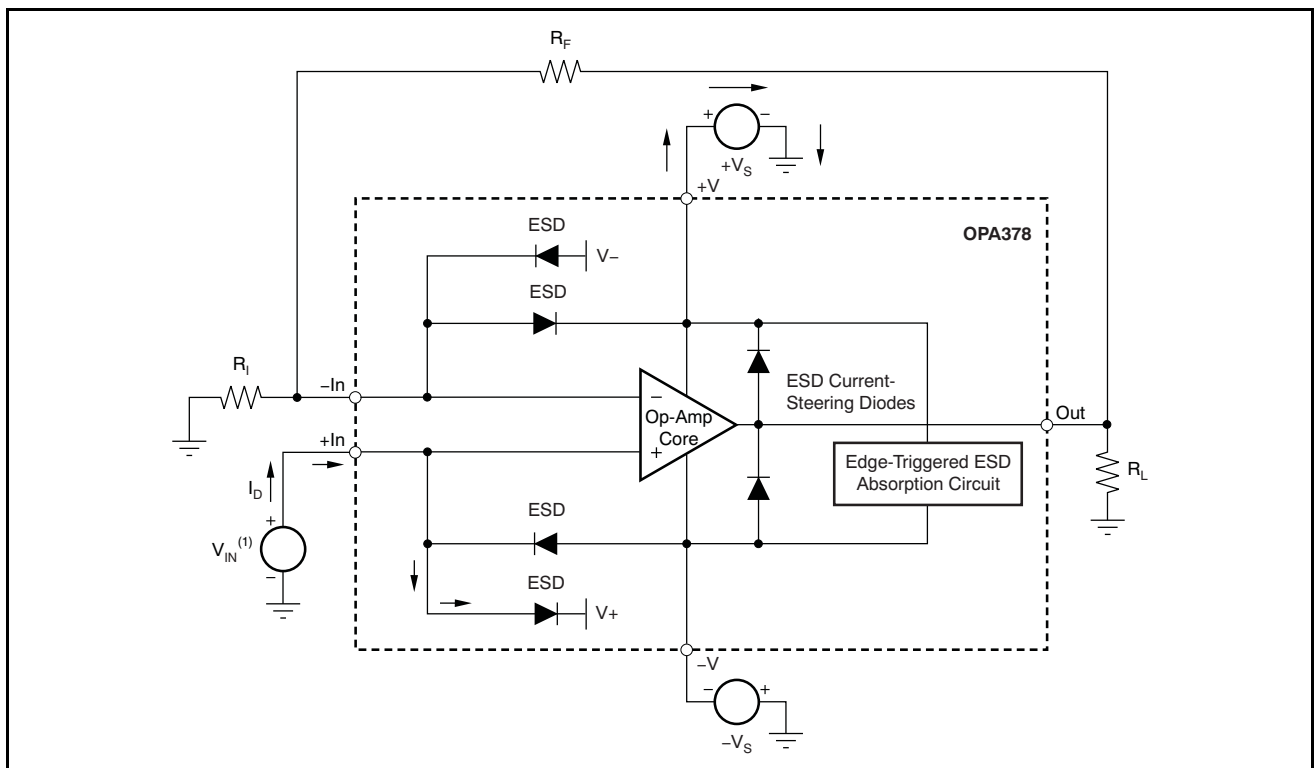 R_F
+ −
+V_S
+V
OPA378
ESD
V−
ESD
R_I
−In
−
ESD Current-
Steering Diodes
Op-Amp
Core
Out
+In
+
Edge-Triggered ESD
Absorption Circuit
R_L
I_D
+
V_IN^(1)
−
ESD
ESD
V+
−V
− +
−V_S